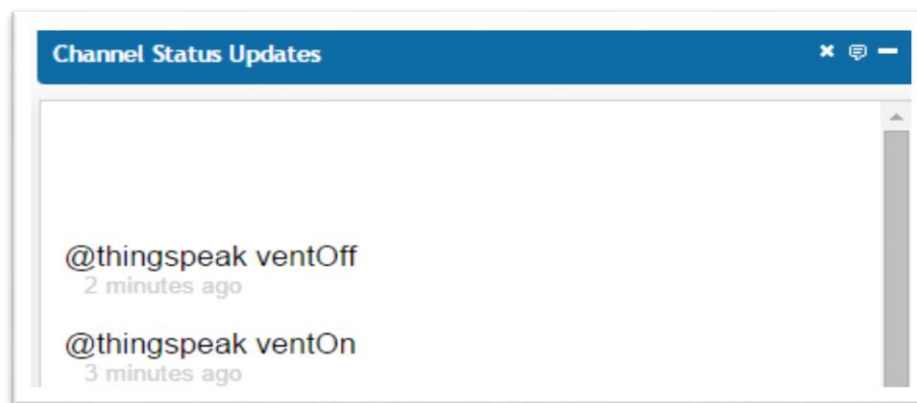 Channel Status Updates
@thingspeak ventOff
2 minutes ago
@thingspeak ventOn
3 minutes ago